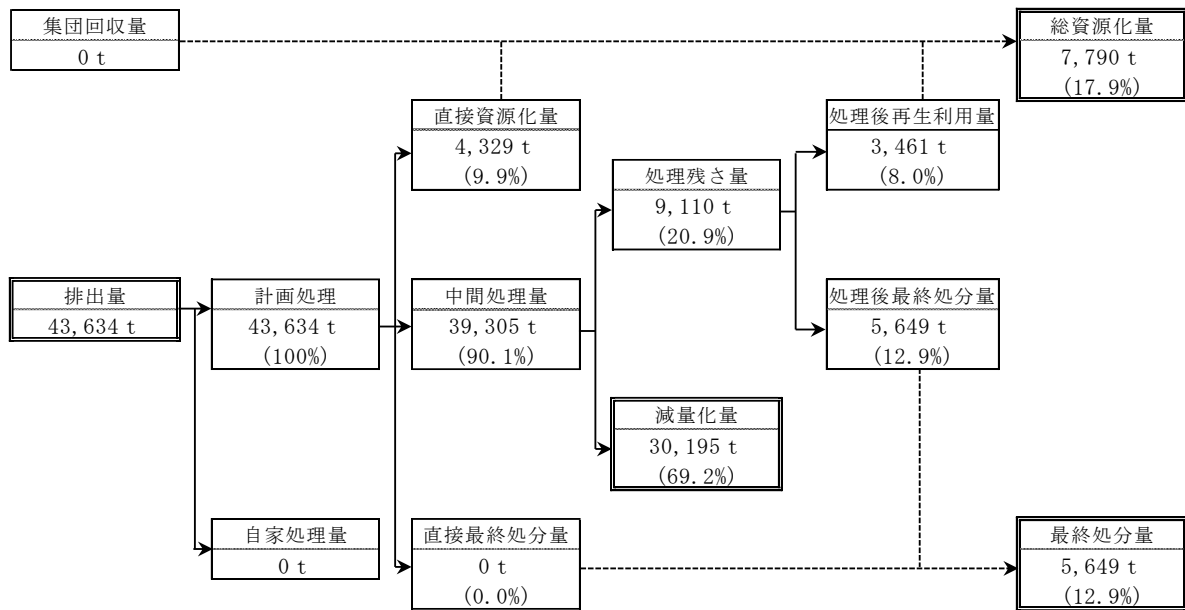 集団回収量
0 t
総資源化量
7,790 t
(17.9%)
直接資源化量
4,329 t
(9.9%)
処理後再生利用量
3,461 t
(8.0%)
処理残さ量
9,110 t
(20.9%)
排出量
43,634 t
計画処理
43,634 t
(100%)
中間処理量
39,305 t
(90.1%)
処理後最終処分量
5,649 t
(12.9%)
減量化量
30,195 t
(69.2%)
自家処理量
0 t
直接最終処分量
0 t
(0.0%)
最終処分量
5,649 t
(12.9%)